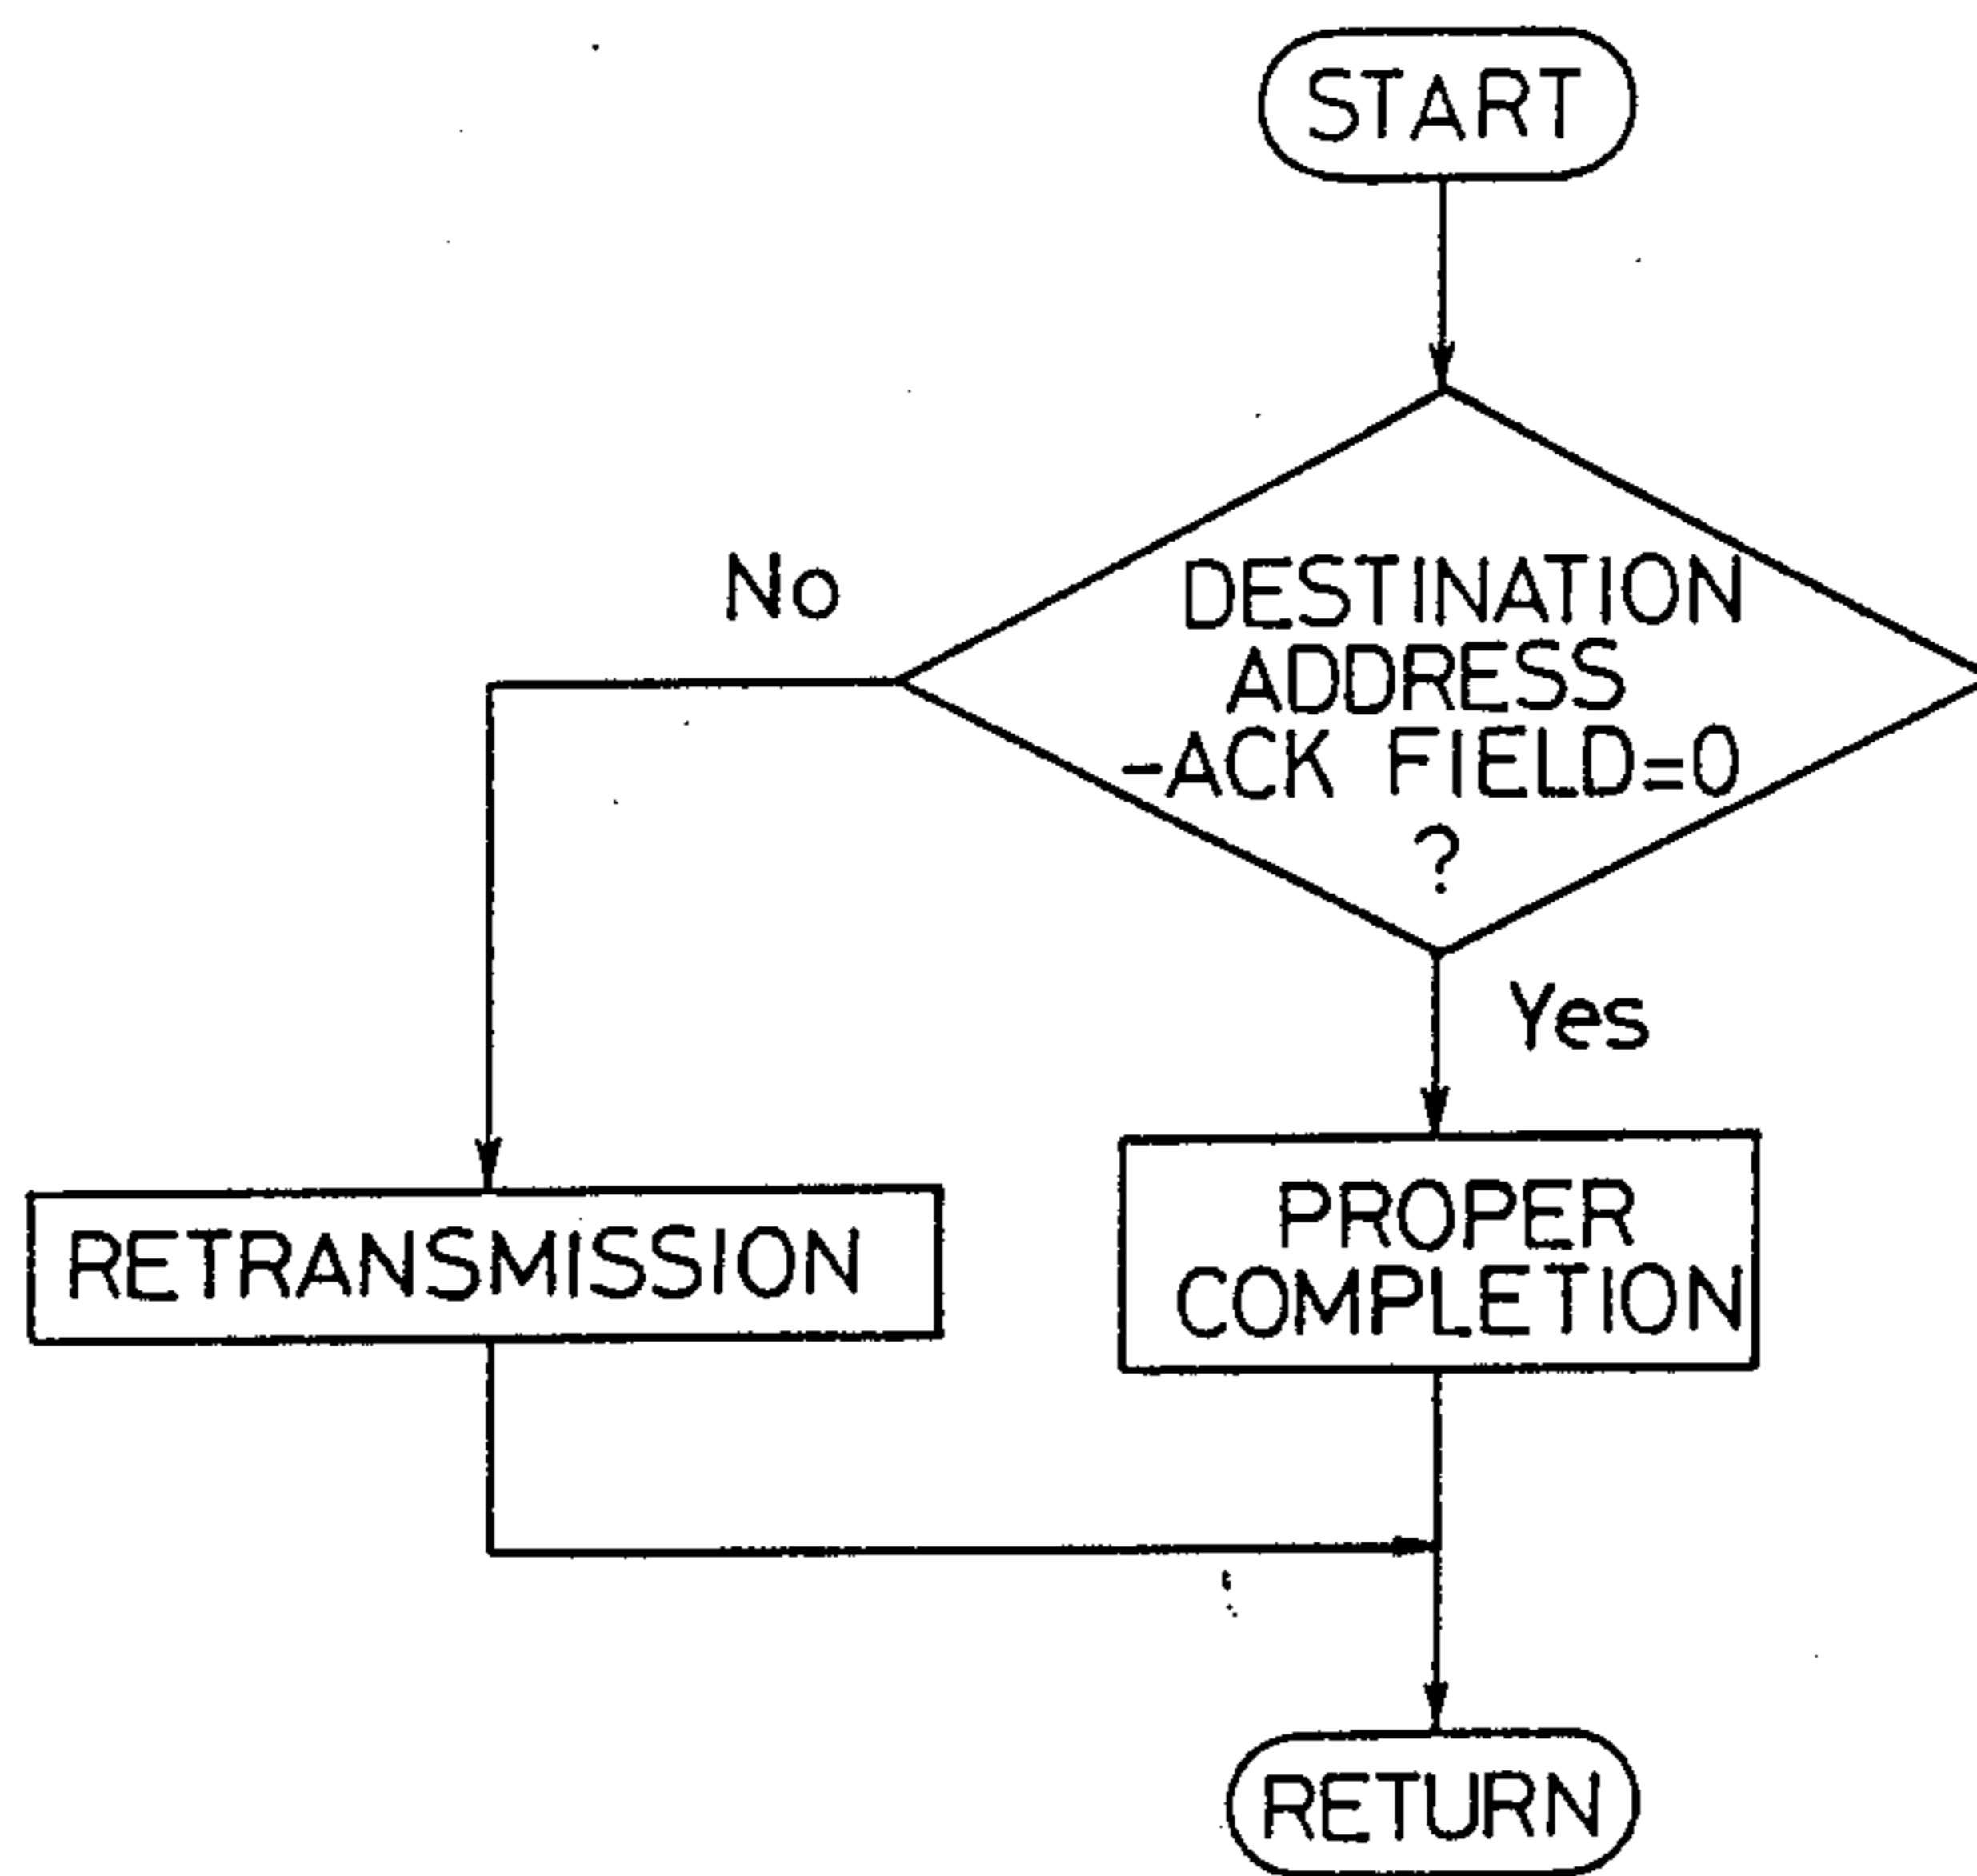 START
No
DESTINATION
ADDRESS
-ACK FIELD=0
?
Yes
RETRANSMISSION
PROPER
COMPLETION
RETURN